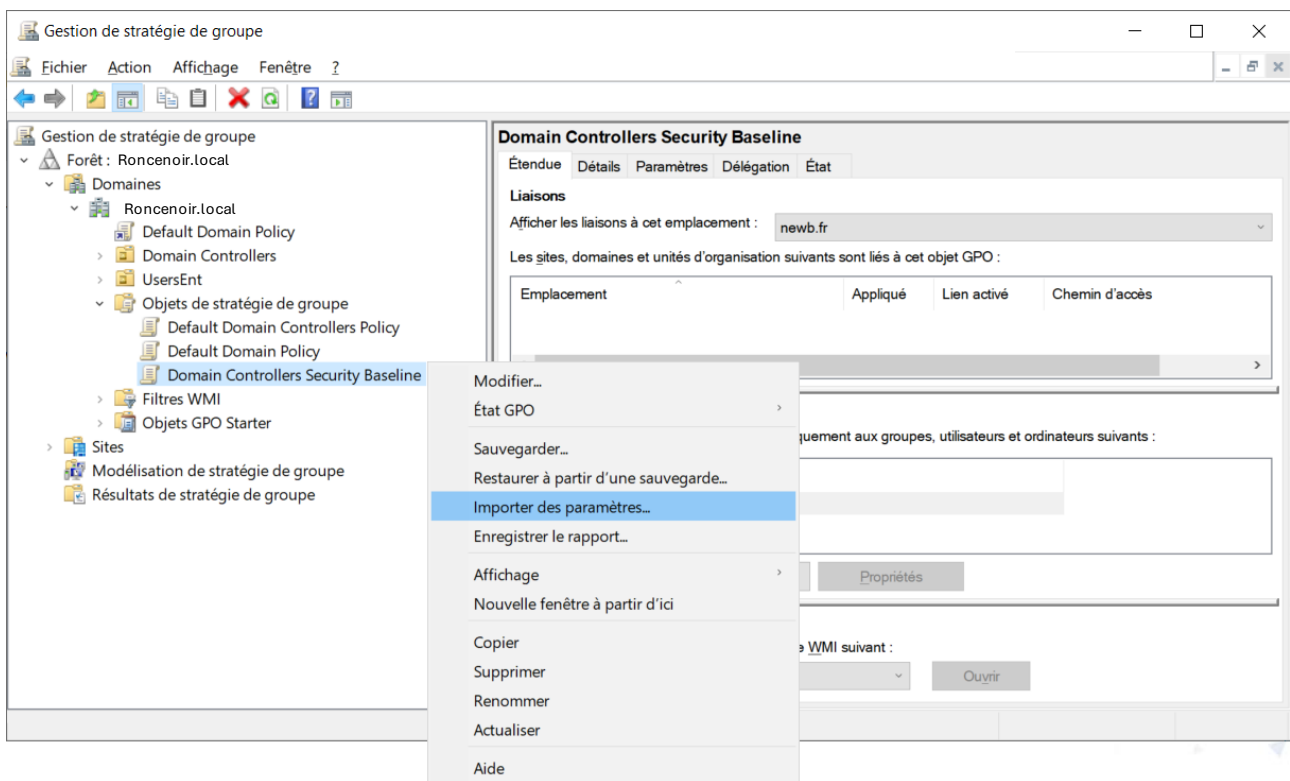 Gestion de stratégie de groupe
Fichier Action Affichage Fenêtre ?
Gestion de stratégie de groupe
Forêt : Roncenoir.local
Domaines
Roncenoir.local
Default Domain Policy
Domain Controllers
UsersEnt
Objets de stratégie de groupe
Default Domain Controllers Policy
Default Domain Policy
Domain Controllers Security Baseline
Filtres WMI
Objets GPO Starter
Sites
Modélisation de stratégie de groupe
Résultats de stratégie de groupe
Domain Controllers Security Baseline
Étendue Détails Paramètres Délégation État
Liaisons
Afficher les liaisons à cet emplacement : newb.fr
Les sites, domaines et unités d'organisation suivants sont liés à cet objet GPO :
Emplacement Appliqué Lien activé Chemin d'accès
aux groupes, utilisateurs et ordinateurs suivants :
Propriétés
WMI suivant :
Ouvrir
Modifier...
État GPO
Sauvegarder...
Restaurer à partir d'une sauvegarde...
Importer des paramètres...
Enregistrer le rapport...
Affichage
Nouvelle fenêtre à partir d'ici
Copier
Supprimer
Renommer
Actualiser
Aide